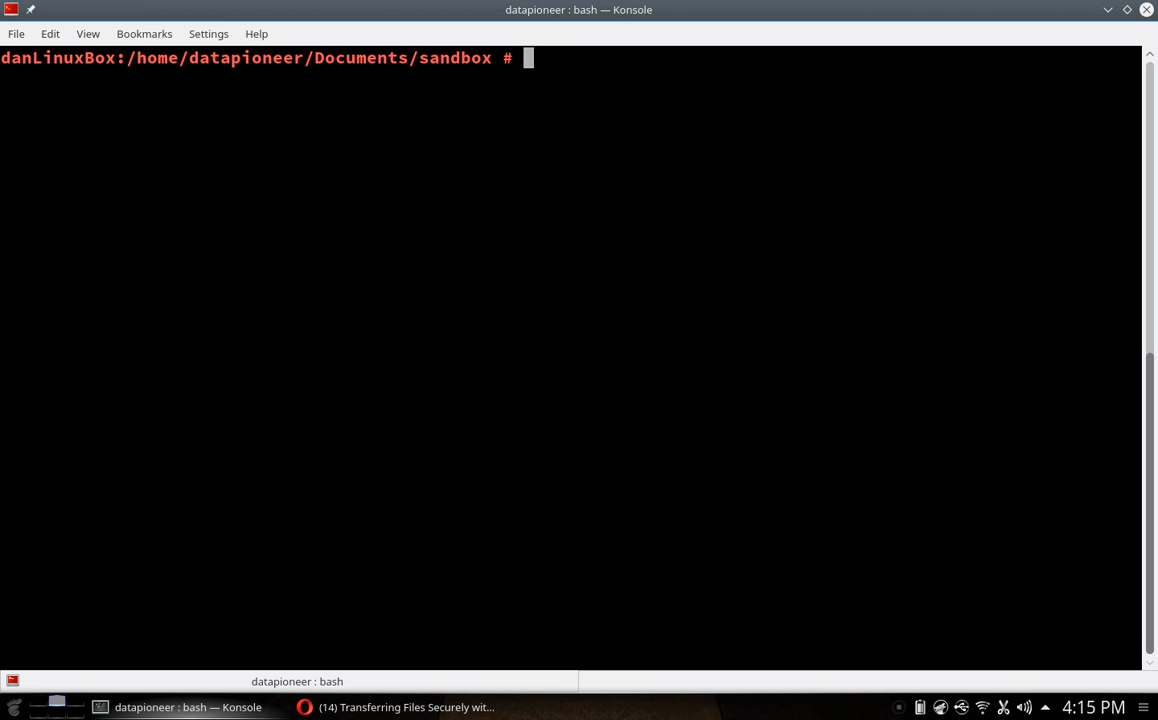 datapioneer : bash — Konsole
File Edit View Bookmarks Settings Help
danLinuxBox:/home/datapioneer/Documents/sandbox #
datapioneer : bash
datapioneer : bash — Konsole (14) Transferring Files Securely wit... 4:15 PM